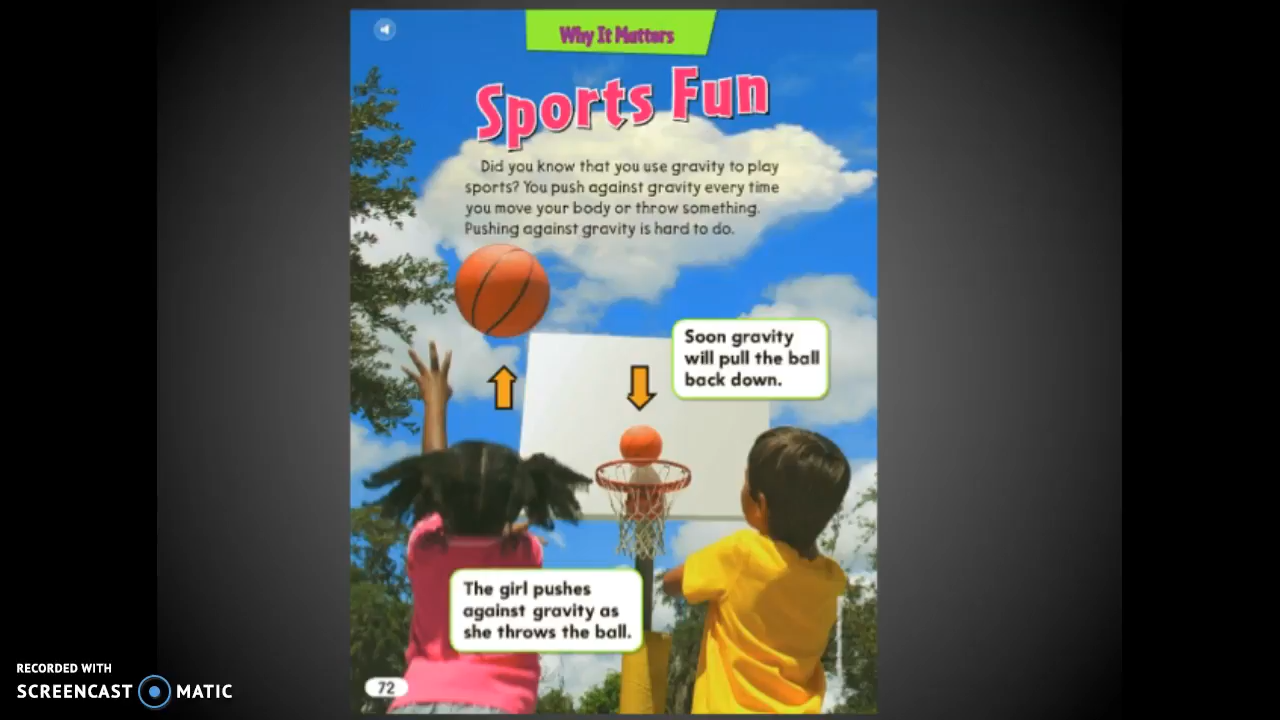 Why It Matters
Sports Fun
Did you know that you use gravity to play
sports? You push against gravity every time
you move your body or throw something.
Pushing against gravity is hard to do.
Soon gravity
will pull the ball
back down.
The girl pushes
against gravity as
she throws the ball.
72
RECORDED WITH
SCREENCAST MATIC